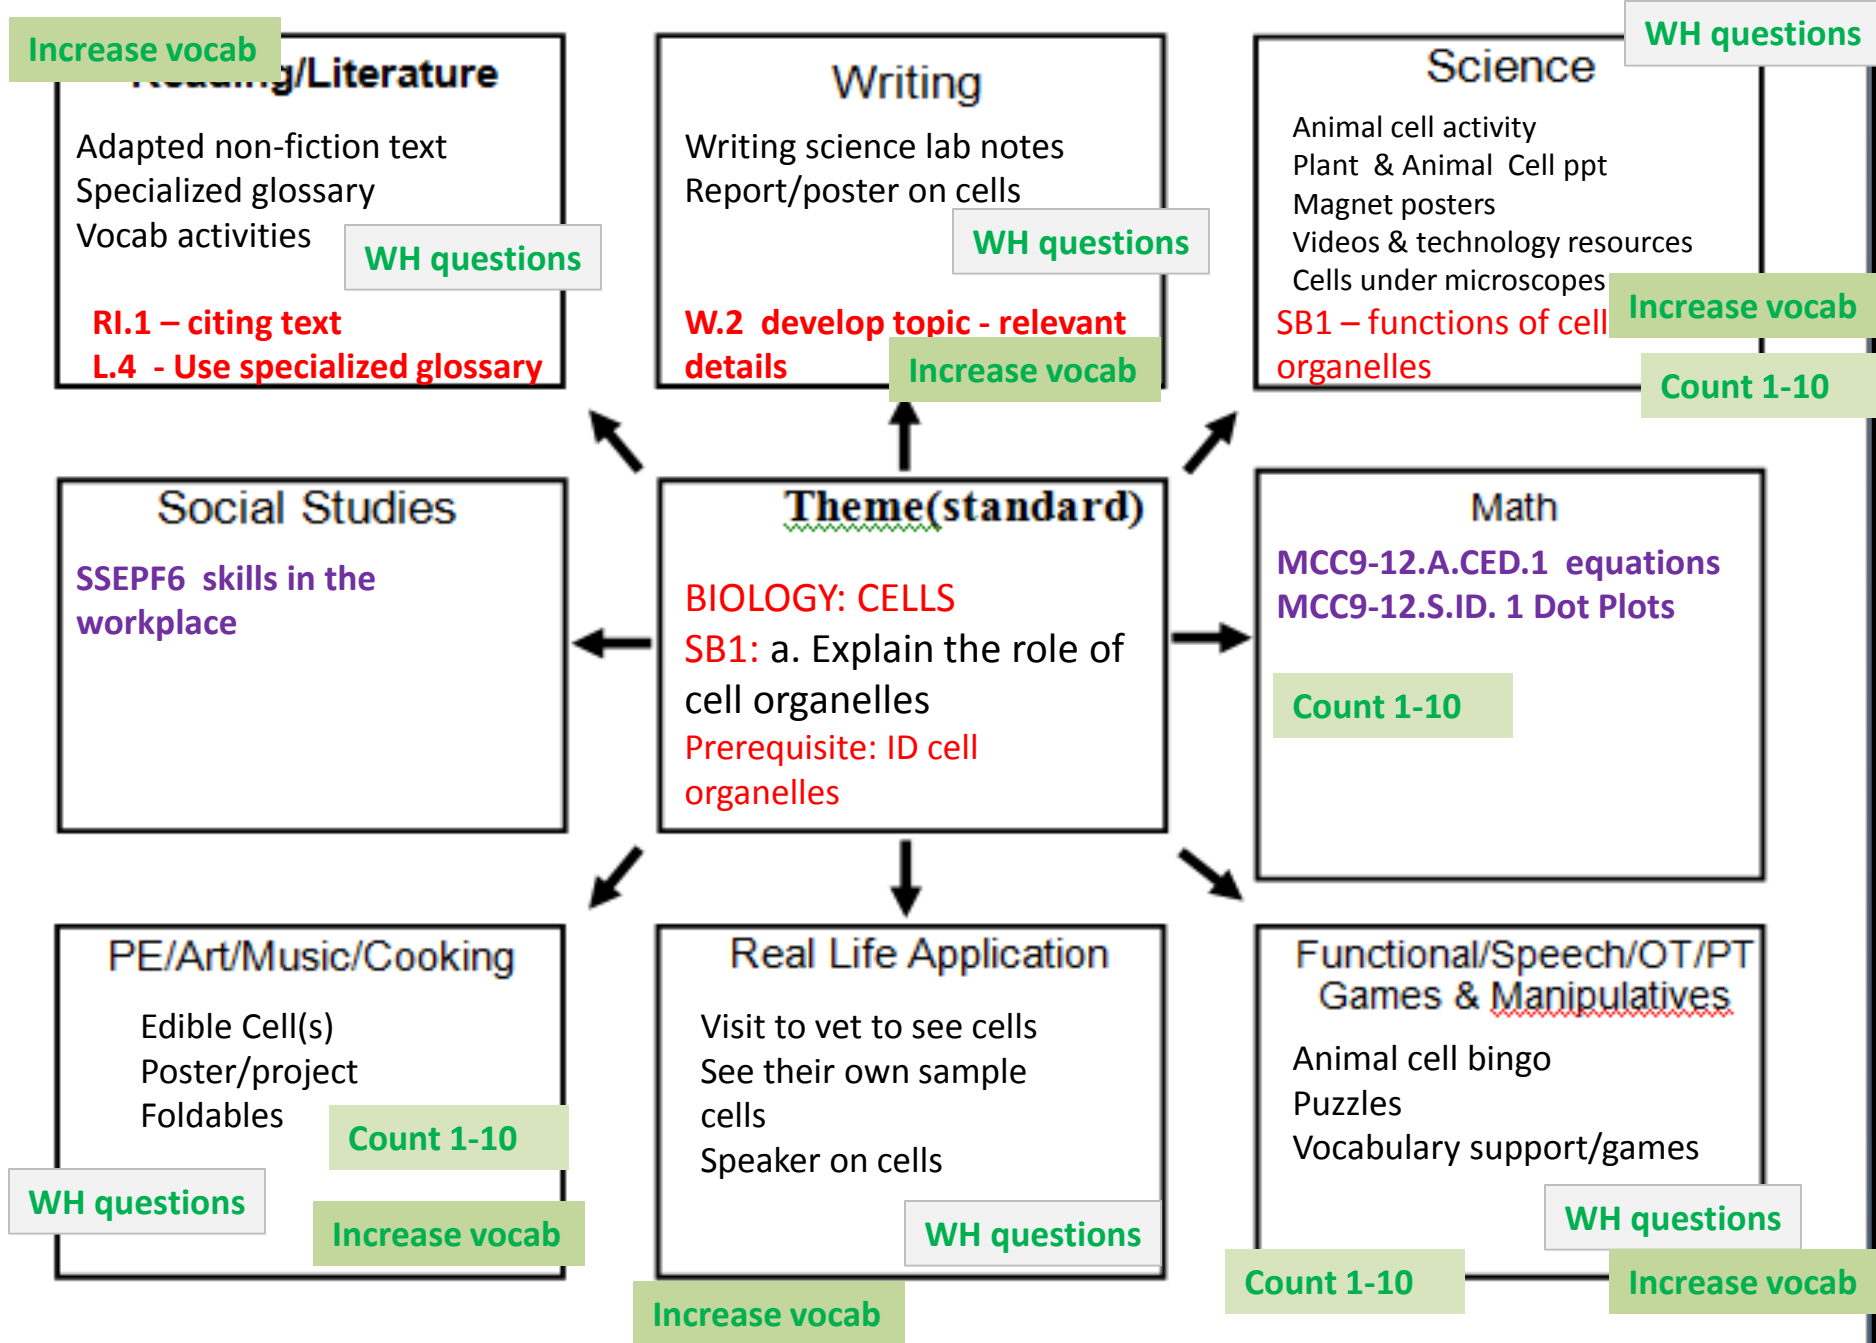 Increase vocab
Reading/Literature
Adapted non-fiction text
Specialized glossary
Vocab activities
WH questions
RI.1 – citing text
L.4 - Use specialized glossary
Writing
Writing science lab notes
Report/poster on cells
WH questions
W.2 develop topic - relevant
details
Increase vocab
WH questions
Science
Animal cell activity
Plant & Animal Cell ppt
Magnet posters
Videos & technology resources
Cells under microscopes
Increase vocab
SB1 – functions of cell
organelles
Count 1-10
Social Studies
SSEPF6 skills in the
workplace
Theme(standard)
BIOLOGY: CELLS
SB1: a. Explain the role of
cell organelles
Prerequisite: ID cell
organelles
Math
MCC9-12.A.CED.1 equations
MCC9-12.S.ID. 1 Dot Plots
Count 1-10
PE/Art/Music/Cooking
Edible Cell(s)
Poster/project
Foldables
Count 1-10
WH questions
Increase vocab
Real Life Application
Visit to vet to see cells
See their own sample
cells
Speaker on cells
WH questions
Increase vocab
Functional/Speech/OT/PT
Games & Manipulatives
Animal cell bingo
Puzzles
Vocabulary support/games
WH questions
Count 1-10
Increase vocab